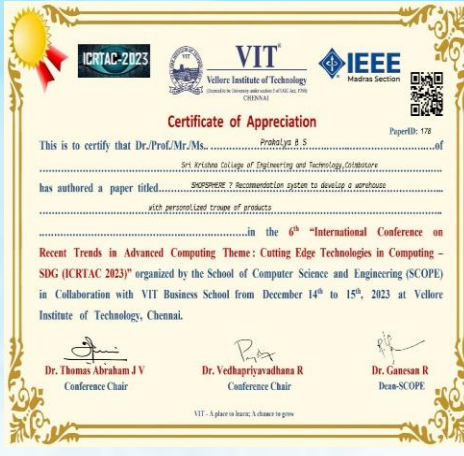 ICRTAC-2023
VIT
Vellore Institute of Technology
CHENNAI
IEEE
Madras Section
Certificate of Appreciation
PaperID: 178
This is to certify that Dr./Prof./Mr./Ms.. Prakalya B S of
Sri Krishna College of Engineering and Technology,Coimbatore
has authored a paper titled SHOPSPHERE ? Recommendation system to develop a warehouse
with personalized troupe of products
in the 6th “International Conference on
Recent Trends in Advanced Computing Theme : Cutting Edge Technologies in Computing –
SDG (ICRTAC 2023)” organized by the School of Computer Science and Engineering (SCOPE)
in Collaboration with VIT Business School from December 14th to 15th, 2023 at Vellore
Institute of Technology, Chennai.
Dr. Thomas Abraham J V
Conference Chair
Dr. Vedhapriyavadhana R
Conference Chair
Dr. Ganesan R
Dean-SCOPE
VIT - A place to learn; A chance to grow